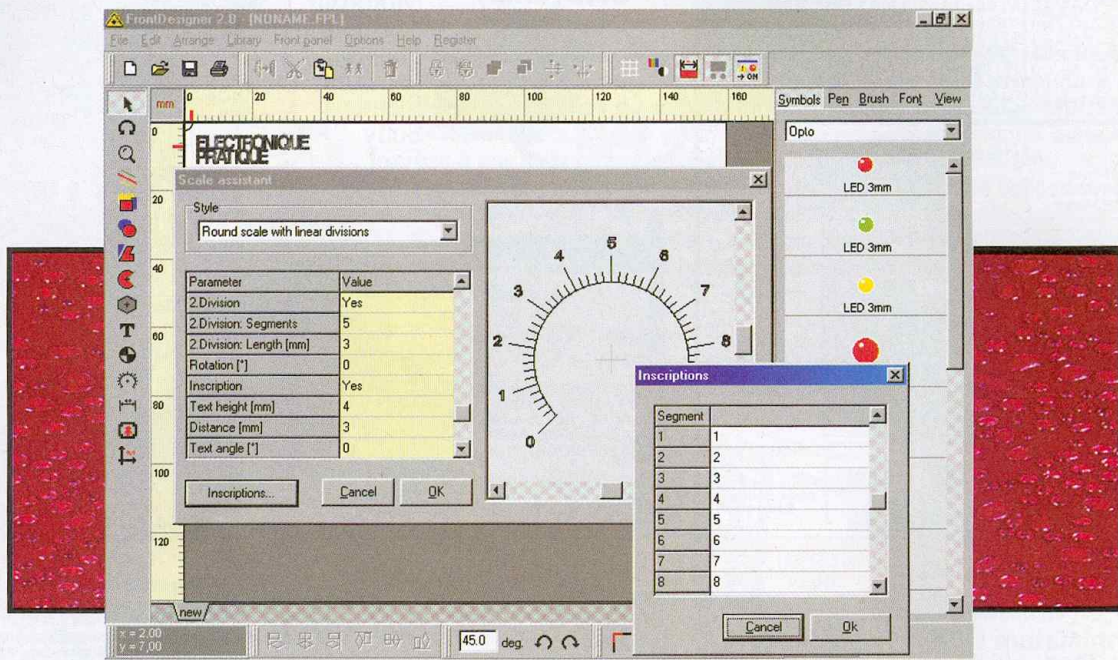 FrontDesigner 2.0 - [NONAME.FPL]
File Edit Arrange Library Front panel Options Help Register
mm
0 20 40 60 80 100 120 140 160
Symbols Pen Brush Font View
0
20
40
60
80
100
120
ELECTRONIQUE
PRATIQUE
Opto
LED 3mm
LED 3mm
LED 3mm
Scale assistant
Style
Round scale with linear divisions
Parameter Value
2.Division Yes
2.Division: Segments 5
2.Division: Length [mm] 3
Rotation [°] 0
Inscription Yes
Text height [mm] 4
Distance [mm] 3
Text angle [°] 0
Inscriptions... Cancel OK
0 1 2 3 4 5 6 7 8
Inscriptions
Segment
1 1
2 2
3 3
4 4
5 5
6 6
7 7
8 8
Cancel Ok
new
x = 2,00
y = 7,00
45.0 deg.